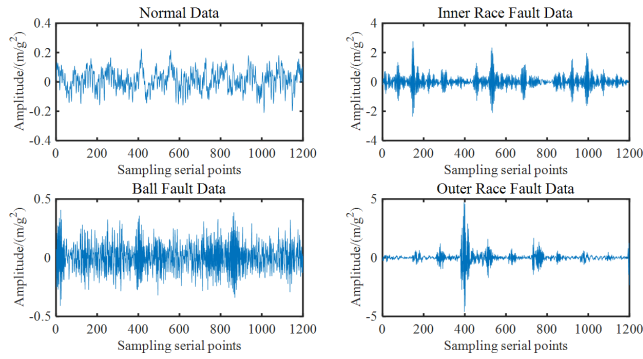 Normal Data
Amplitude/(m/g²)
0.4
0.2
0
-0.2
-0.4
0 200 400 600 800 1000 1200
Sampling serial points
Inner Race Fault Data
Amplitude/(m/g²)
4
2
0
-2
-4
0 200 400 600 800 1000 1200
Sampling serial points
Ball Fault Data
Amplitude/(m/g²)
0.5
0
-0.5
0 200 400 600 800 1000 1200
Sampling serial points
Outer Race Fault Data
Amplitude/(m/g²)
5
0
-5
0 200 400 600 800 1000 1200
Sampling serial points